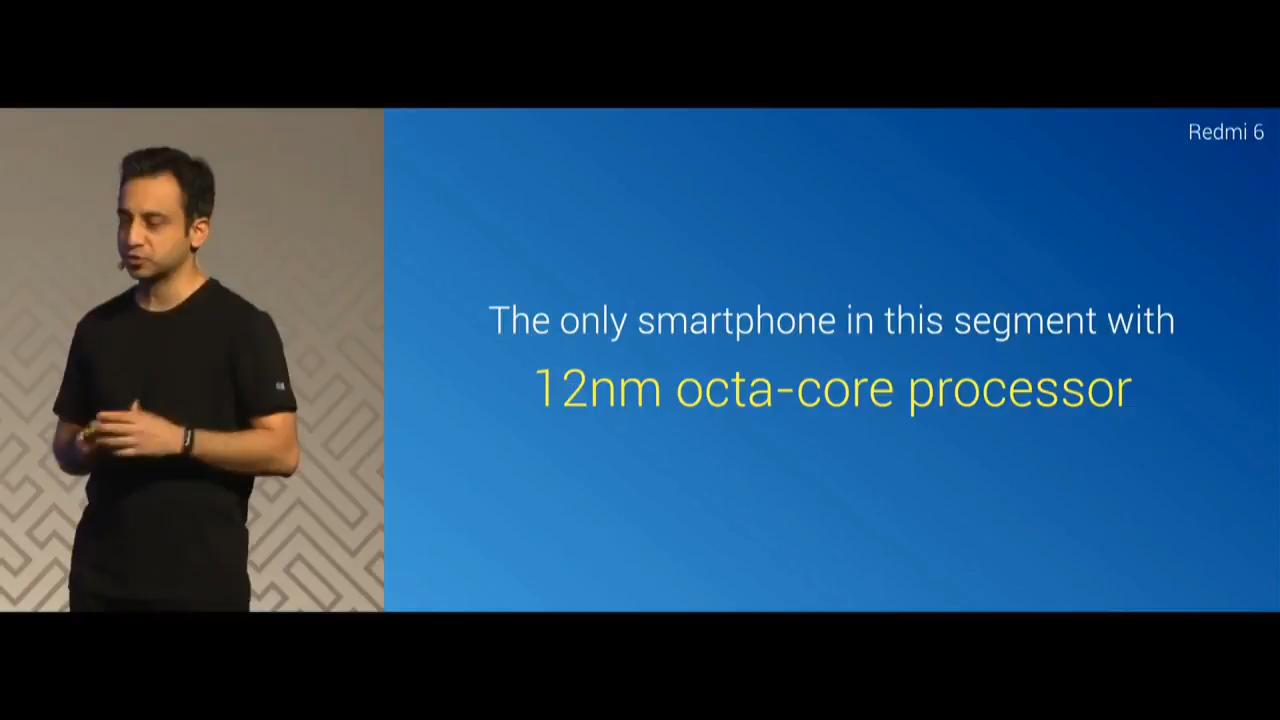 Redmi 6
The only smartphone in this segment with
12nm octa-core processor